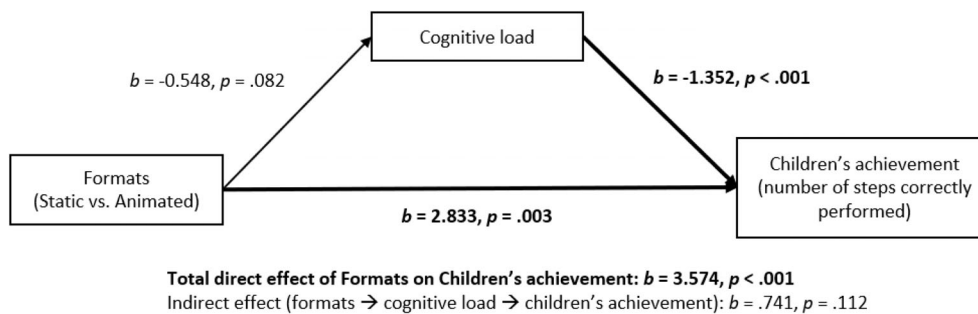 Cognitive load
b = -0.548, p = .082
b = -1.352, p < .001
Formats
(Static vs. Animated)
Children’s achievement
(number of steps correctly
performed)
b = 2.833, p = .003
Total direct effect of Formats on Children’s achievement: b = 3.574, p < .001
Indirect effect (formats → cognitive load → children’s achievement): b = .741, p = .112